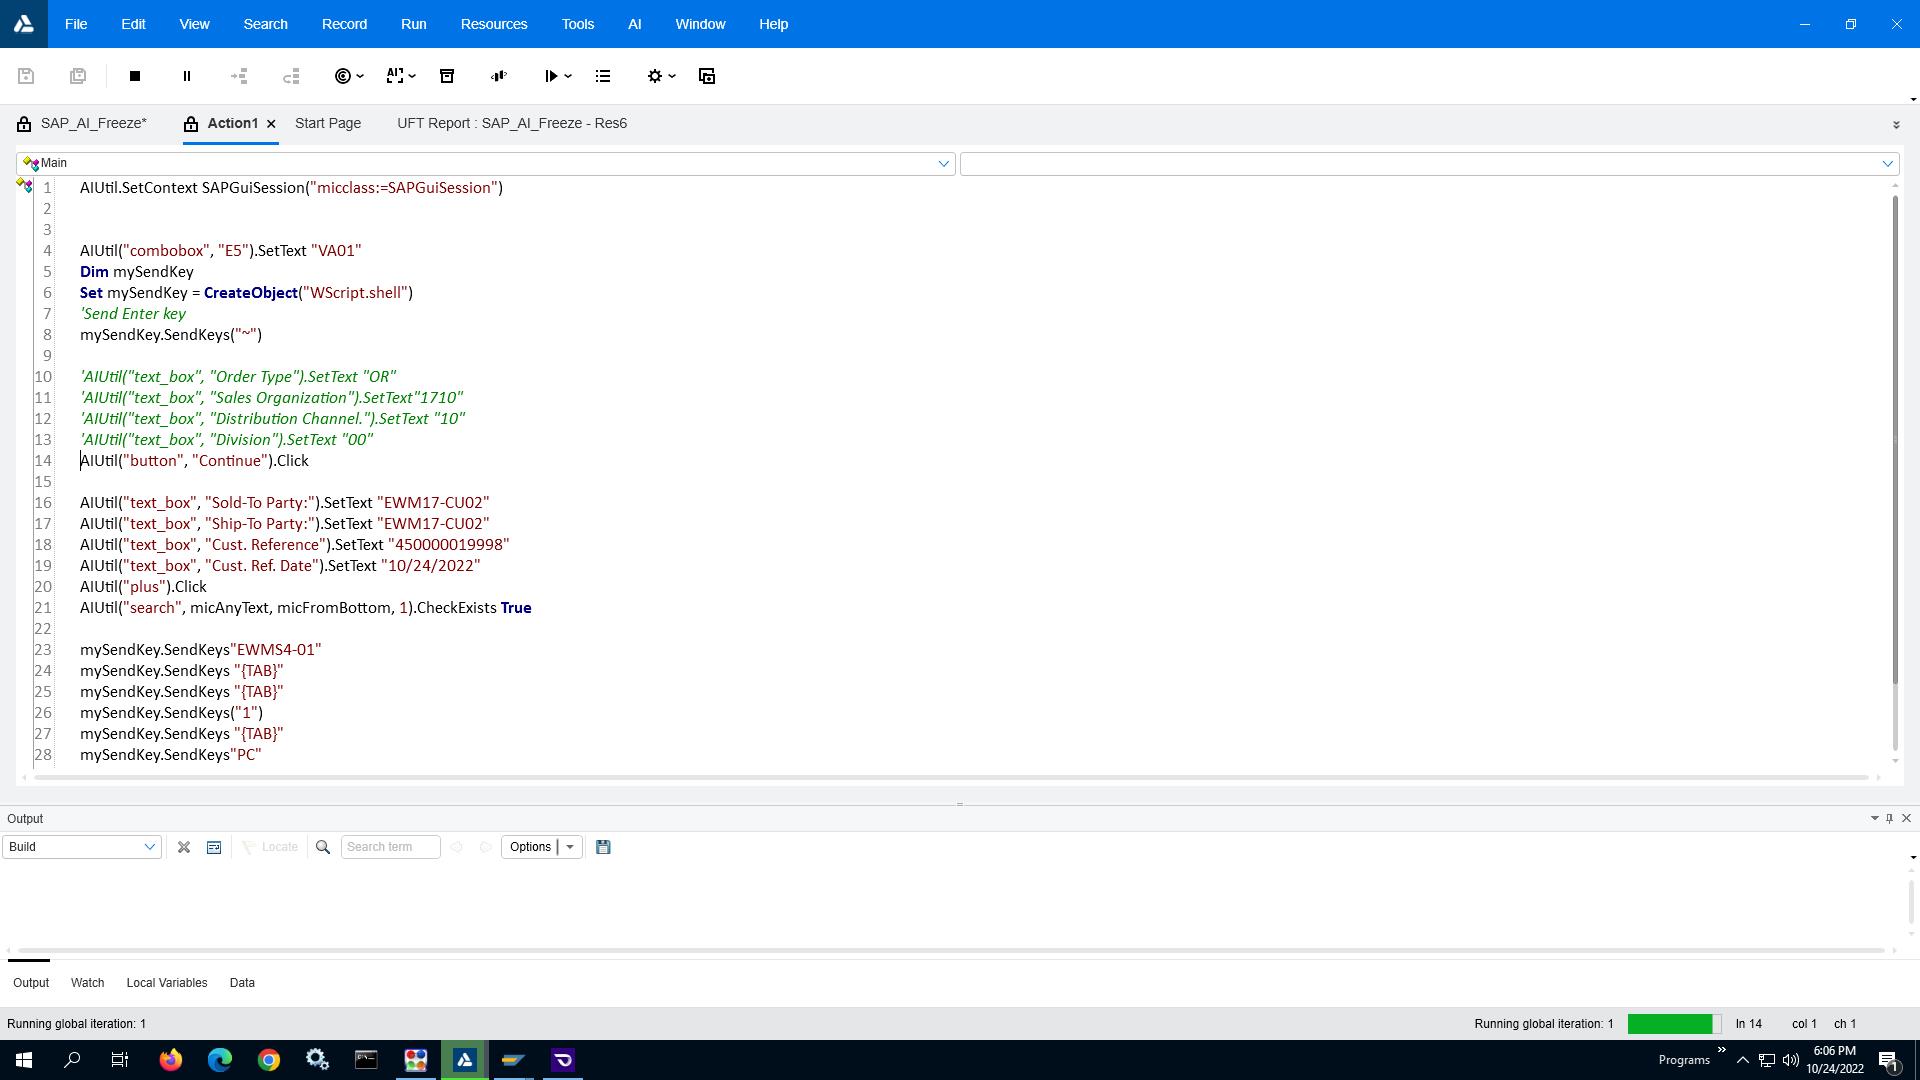 File Edit View Search Record Run Resources Tools AI Window Help
SAP_AI_Freeze* Action1 Start Page UFT Report : SAP_AI_Freeze - Res6
Main
1 AIUtil.SetContext SAPGuiSession("micclass:=SAPGuiSession")
2
3
4 AIUtil("combobox", "E5").SetText "VA01"
5 Dim mySendKey
6 Set mySendKey = CreateObject("WScript.shell")
7 'Send Enter key
8 mySendKey.SendKeys("~")
9
10 'AIUtil("text_box", "Order Type").SetText "OR"
11 'AIUtil("text_box", "Sales Organization").SetText"1710"
12 'AIUtil("text_box", "Distribution Channel.").SetText "10"
13 'AIUtil("text_box", "Division").SetText "00"
14 AIUtil("button", "Continue").Click
15
16 AIUtil("text_box", "Sold-To Party:").SetText "EWM17-CU02"
17 AIUtil("text_box", "Ship-To Party:").SetText "EWM17-CU02"
18 AIUtil("text_box", "Cust. Reference").SetText "450000019998"
19 AIUtil("text_box", "Cust. Ref. Date").SetText "10/24/2022"
20 AIUtil("plus").Click
21 AIUtil("search", micAnyText, micFromBottom, 1).CheckExists True
22
23 mySendKey.SendKeys"EWMS4-01"
24 mySendKey.SendKeys "{TAB}"
25 mySendKey.SendKeys "{TAB}"
26 mySendKey.SendKeys("1")
27 mySendKey.SendKeys "{TAB}"
28 mySendKey.SendKeys"PC"
Output
Build Locate Search term Options
Output Watch Local Variables Data
Running global iteration: 1 Running global iteration: 1 ln 14 col 1 ch 1
Programs 6:06 PM
10/24/2022 1